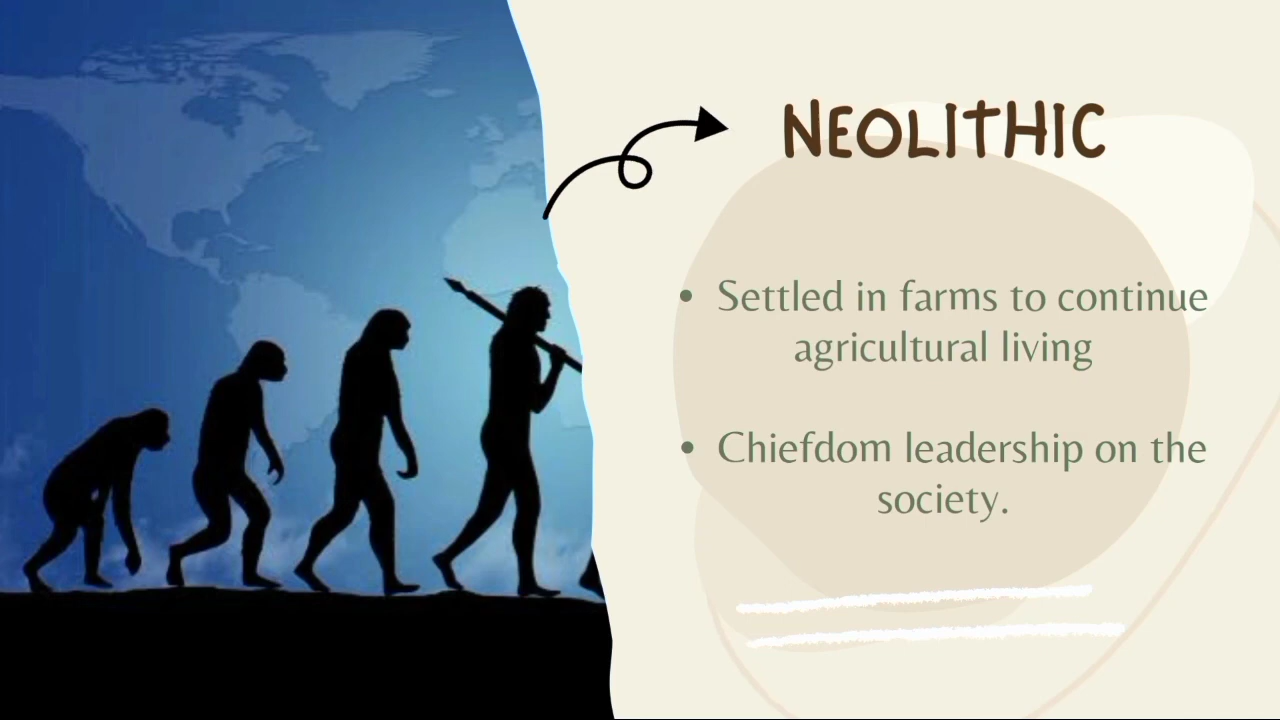 NEOLITHIC
• Settled in farms to continue
agricultural living
• Chiefdom leadership on the
society.